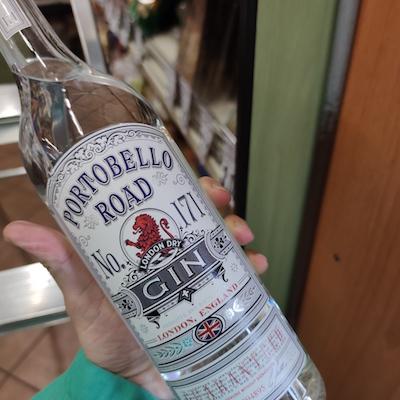 PORTOBELLO
ROAD
No. 171
LONDON DRY
GIN
LONDON, ENGLAND